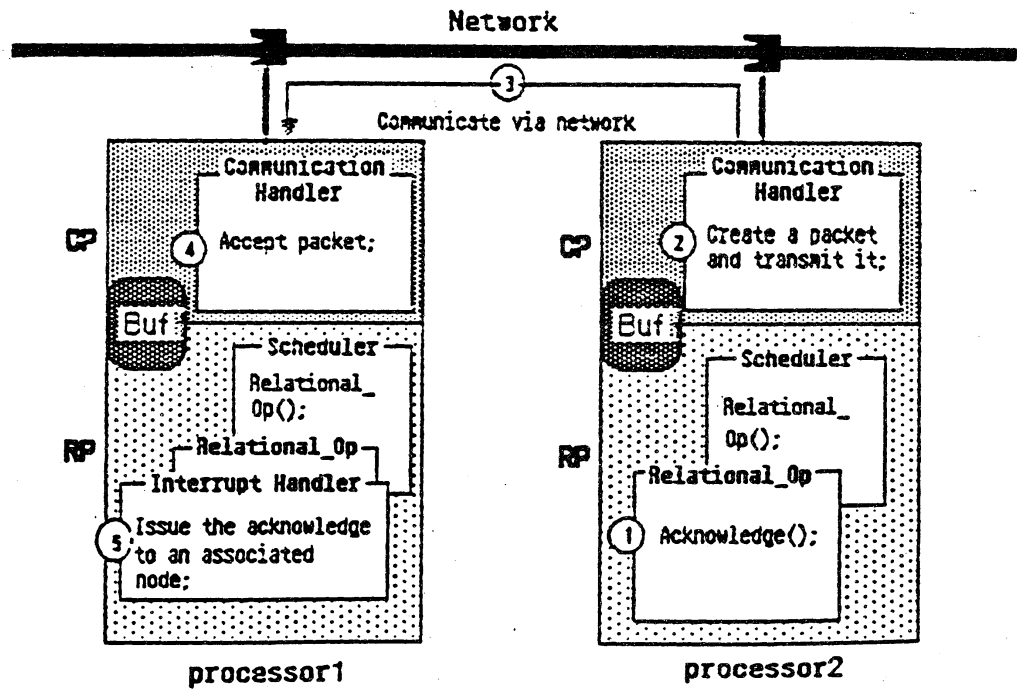 Network
3
Communicate via network
Communication
Handler
4
Accept packet;
CP
Buf
Scheduler
Relational_
Op();
RP
Relational_Op
Interrupt Handler
5
Issue the acknowledge
to an associated
node;
processor1
Communication
Handler
2
Create a packet
and transmit it;
CP
Buf
Scheduler
Relational_
Op();
RP
Relational_Op
1
Acknowledge();
processor2